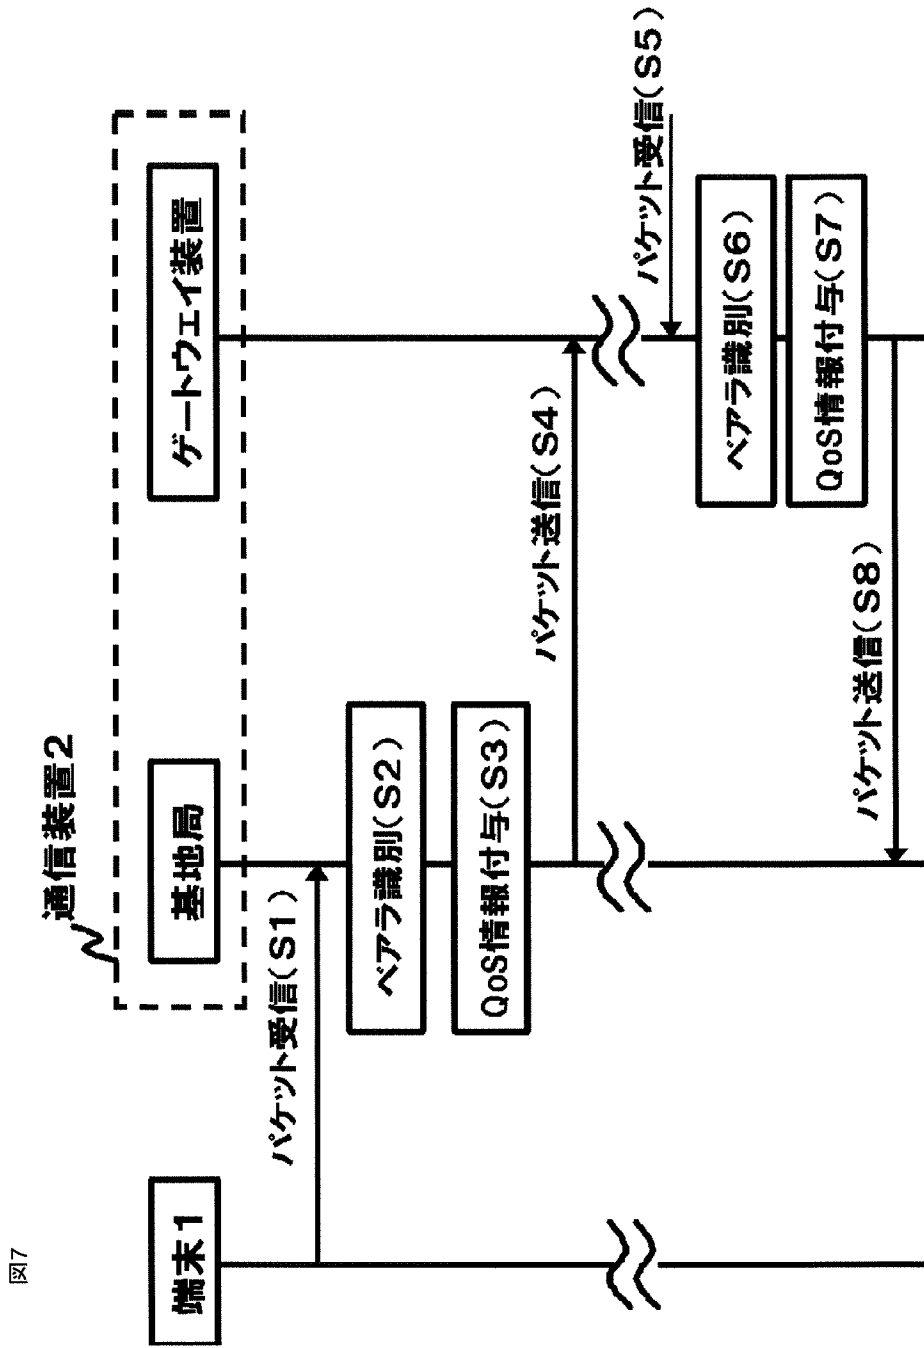 図7
通信装置2
端末1
基地局
ゲートウェイ装置
パケット受信(S1)
ベアラ識別(S2)
QoS情報付与(S3)
パケット送信(S4)
パケット受信(S5)
ベアラ識別(S6)
QoS情報付与(S7)
パケット送信(S8)